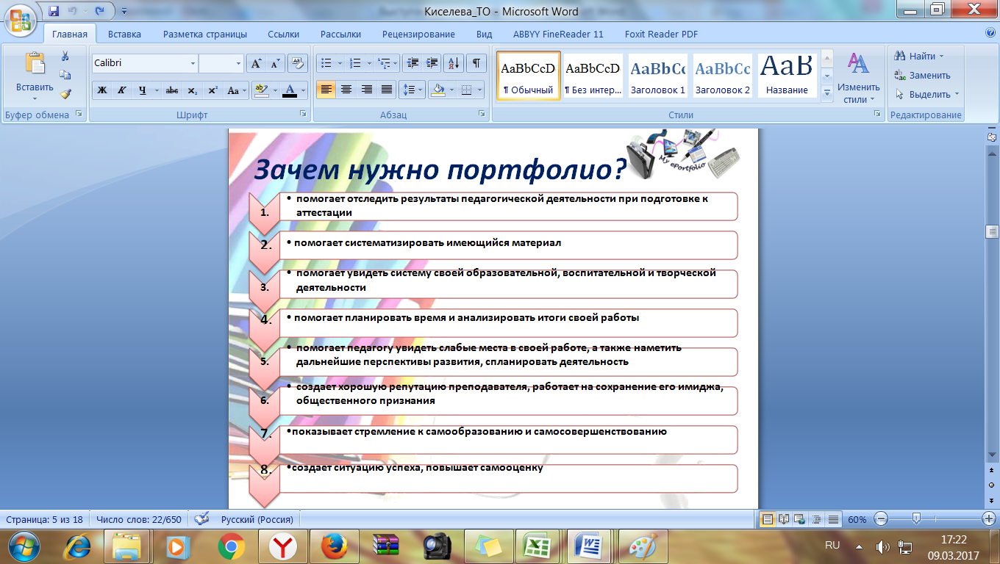 Киселева_ТО - Microsoft Word
Главная Вставка Разметка страницы Ссылки Рассылки Рецензирование Вид ABBYY FineReader 11 Foxit Reader PDF
Вставить
Буфер обмена
Calibri
Ж К Ч abc x₂ x² Aa ab A
Шрифт
Абзац
AaBbCcD AaBbCcD AaBbCc AaBbCc AaB
¶ Обычный ¶ Без интер... Заголовок 1 Заголовок 2 Название
Изменить
стили
Стили
Найти
Заменить
Выделить
Редактирование
My ePortfolio
Зачем нужно портфолио?
1. • помогает отследить результаты педагогической деятельности при подготовке к
аттестации
2. • помогает систематизировать имеющийся материал
3. • помогает увидеть систему своей образовательной, воспитательной и творческой
деятельности
4. • помогает планировать время и анализировать итоги своей работы
5. • помогает педагогу увидеть слабые места в своей работе, а также наметить
дальнейшие перспективы развития, спланировать деятельность
6. • создает хорошую репутацию преподавателя, работает на сохранение его имиджа,
общественного признания
7. •показывает стремление к самообразованию и самосовершенствованию
8. •создает ситуацию успеха, повышает самооценку
Страница: 5 из 18 Число слов: 22/650 Русский (Россия) 60%
RU 17:22
09.03.2017